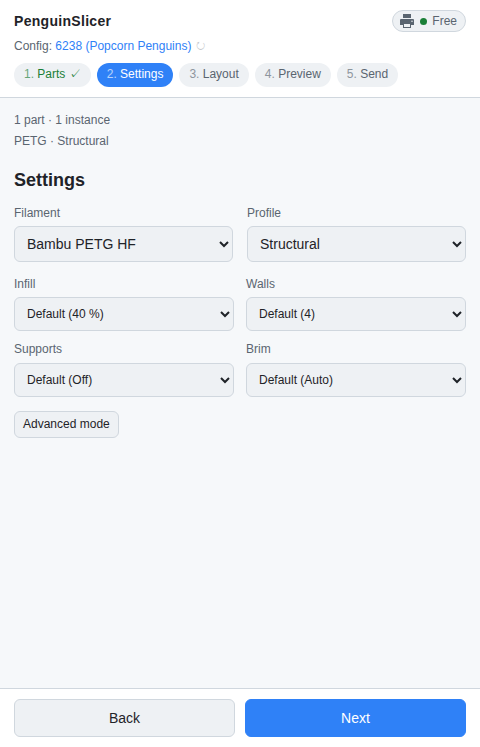 PenguinSlicer
Free
Config: 6238 (Popcorn Penguins)
1. Parts ✓
2. Settings
3. Layout
4. Preview
5. Send
1 part · 1 instance
PETG · Structural
Settings
Filament
Profile
Bambu PETG HF
Structural
Infill
Walls
Default (40 %)
Default (4)
Supports
Brim
Default (Off)
Default (Auto)
Advanced mode
Back
Next